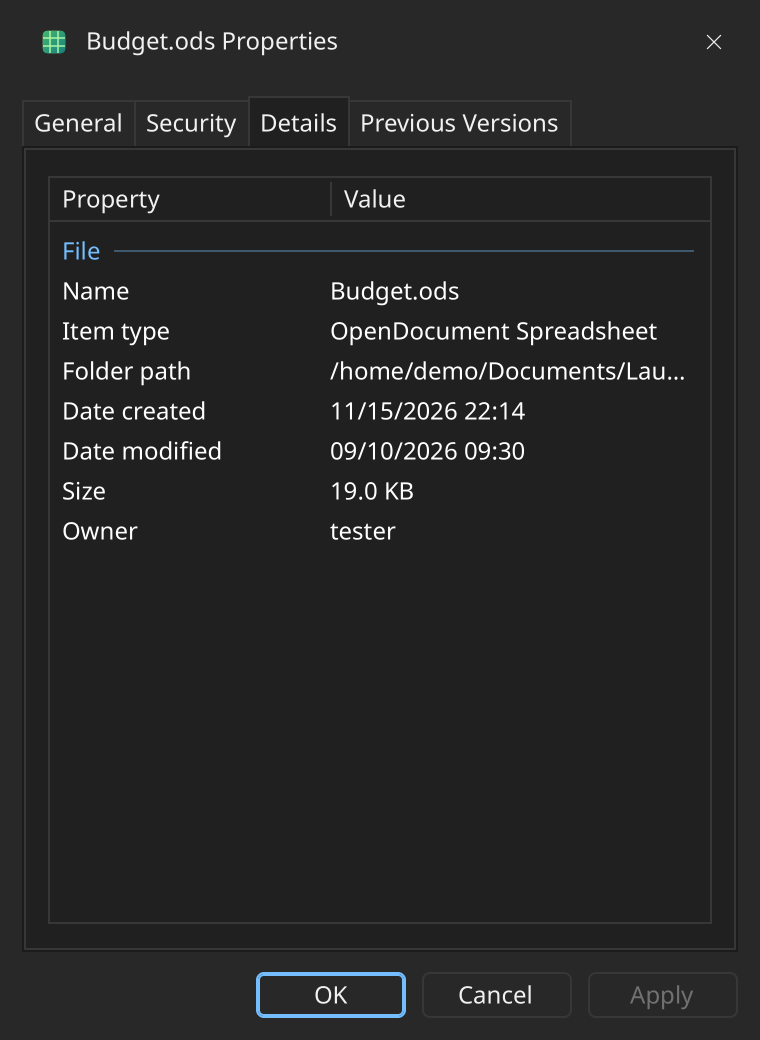 Budget.ods Properties
General Security Details Previous Versions
Property Value
File
Name Budget.ods
Item type OpenDocument Spreadsheet
Folder path /home/demo/Documents/Lau...
Date created 11/15/2026 22:14
Date modified 09/10/2026 09:30
Size 19.0 KB
Owner tester
OK Cancel Apply